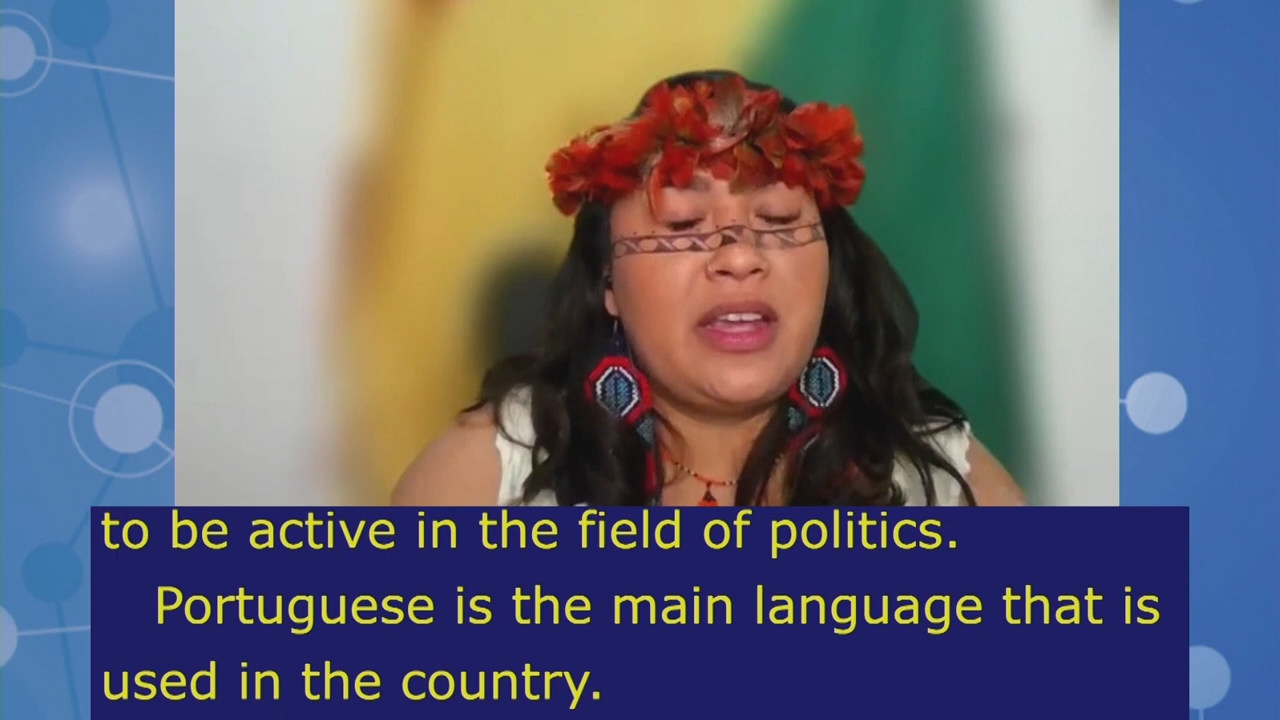 to be active in the field of politics.
Portuguese is the main language that is
used in the country.